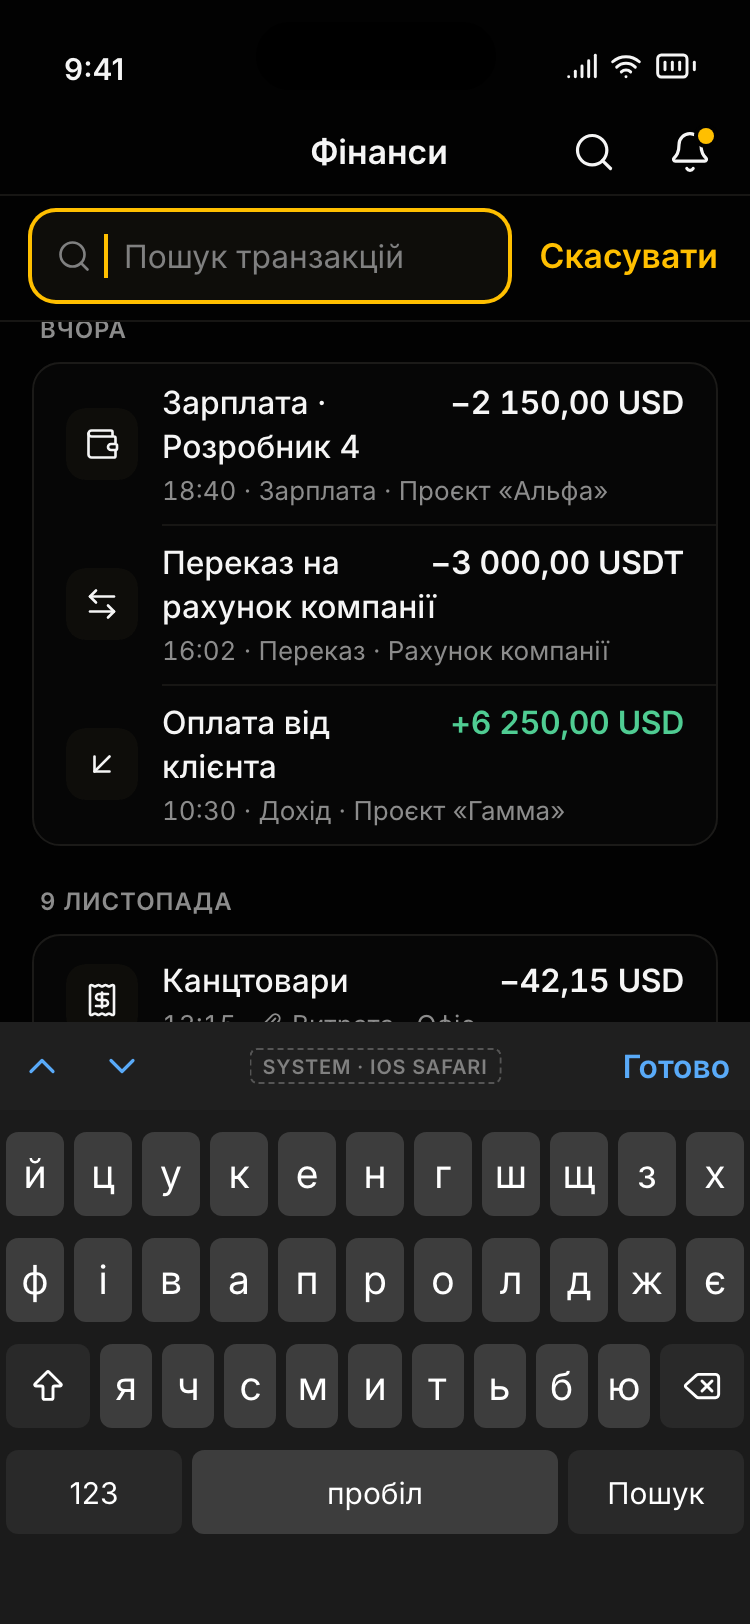 9:41
Фінанси
Пошук транзакцій
Скасувати
ВЧОРА
Зарплата · −2 150,00 USD
Розробник 4
18:40 · Зарплата · Проєкт «Альфа»
Переказ на −3 000,00 USDT
рахунок компанії
16:02 · Переказ · Рахунок компанії
Оплата від +6 250,00 USD
клієнта
10:30 · Дохід · Проєкт «Гамма»
9 ЛИСТОПАДА
Канцтовари −42,15 USD
SYSTEM · IOS SAFARI
Готово
й ц у к е н г ш щ з х
ф і в а п р о л д ж є
я ч с м и т ь б ю
123 пробіл Пошук